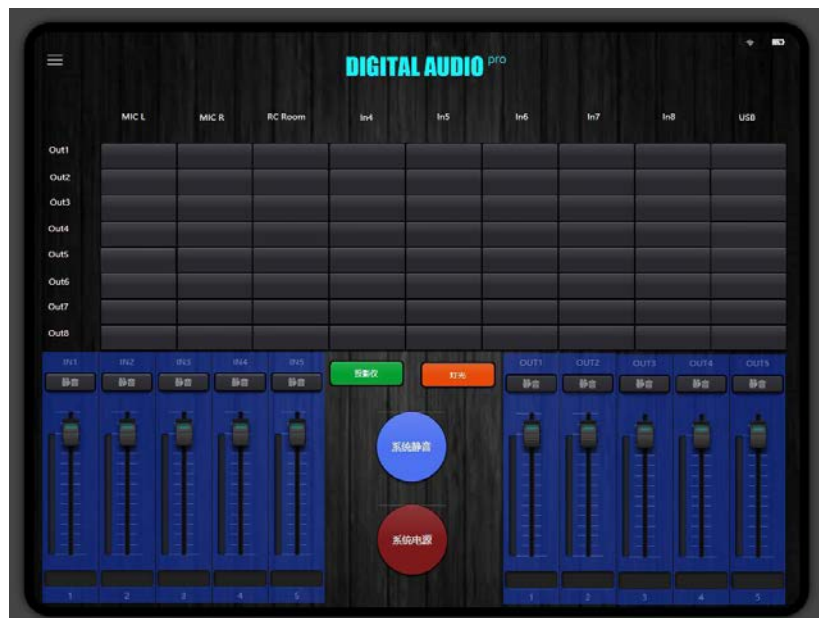 DIGITAL AUDIO pro
MIC L MIC R RC Room In4 In5 In6 In7 In8 USB
Out1
Out2
Out3
Out4
Out5
Out6
Out7
Out8
IN1 IN2 IN3 IN4 IN5 投影仪 灯光 OUT1 OUT2 OUT3 OUT4 OUT5
静音 静音 静音 静音 静音 静音 静音 静音 静音 静音
系统静音
系统电源
1 2 3 4 5 1 2 3 4 5